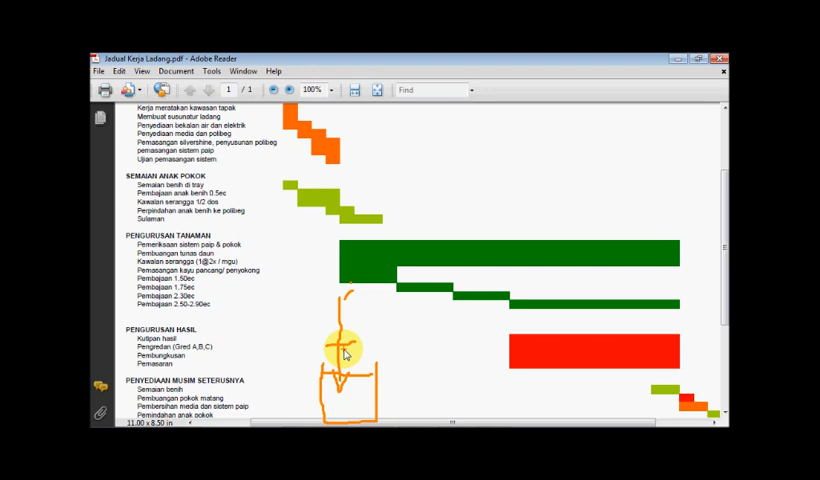 Jadual Kerja Ladang.pdf - Adobe Reader
File Edit View Document Tools Window Help
1 / 1 100% Find
Kerja meratakan kawasan tapak
Membuat susunatur ladang
Penyediaan bekalan air dan elektrik
Penyediaan media dan polibeg
Pemasangan silvershine, penyusunan polibeg
pemasangan sistem paip
Ujian pemasangan sistem
SEMAIAN ANAK POKOK
Semaian benih di tray
Pembajaan anak benih 0.5ec
Kawalan serangga 1/2 dos
Perpindahan anak benih ke polibeg
Sulaman
PENGURUSAN TANAMAN
Pemeriksaan sistem paip & pokok
Pembuangan tunas daun
Kawalan serangga (1@2x / mgu)
Pemasangan kayu pancang/ penyokong
Pembajaan 1.50ec
Pembajaan 1.75ec
Pembajaan 2.30ec
Pembajaan 2.50-2.90ec
PENGURUSAN HASIL
Kutipan hasil
Pengredan (Gred A,B,C)
Pembungkusan
Pemasaran
PENYEDIAAN MUSIM SETERUSNYA
Semaian benih
Pembuangan pokok matang
Pembersihan media dan sistem paip
Pemindahan anak pokok
11.00 x 8.50 in